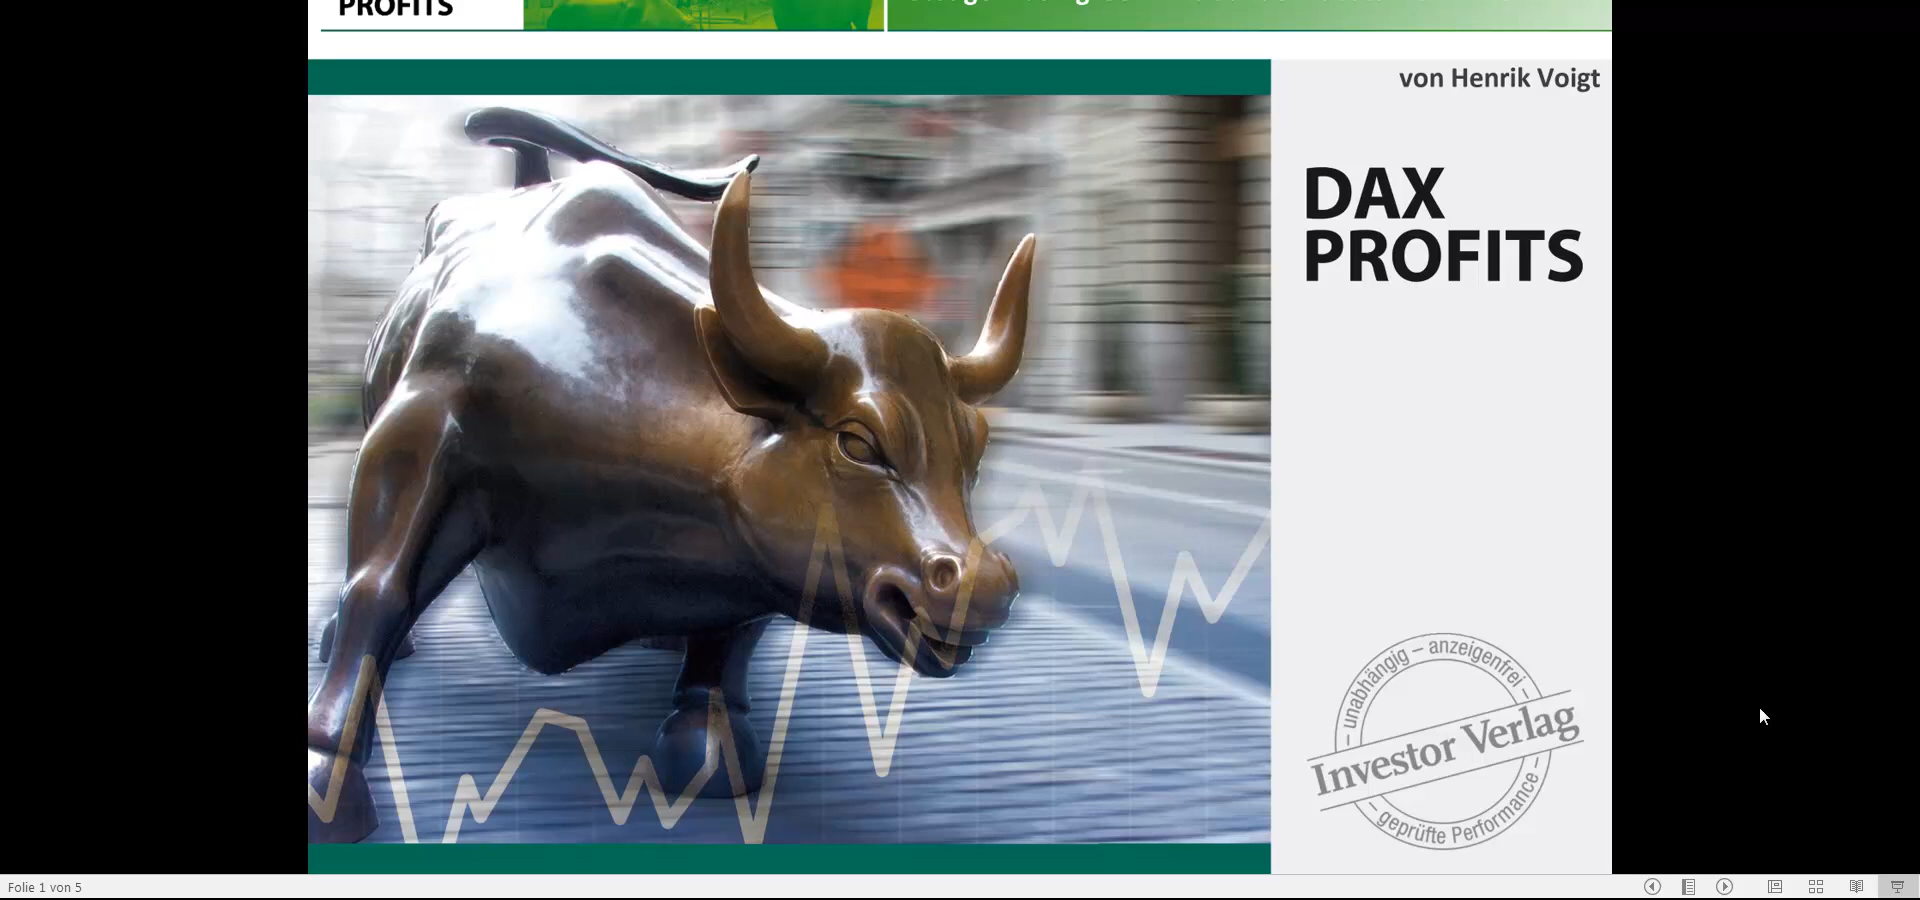 PROFITS
von Henrik Voigt
DAX
PROFITS
– unabhängig – anzeigenfrei –
Investor Verlag
– geprüfte Performance –
Folie 1 von 5